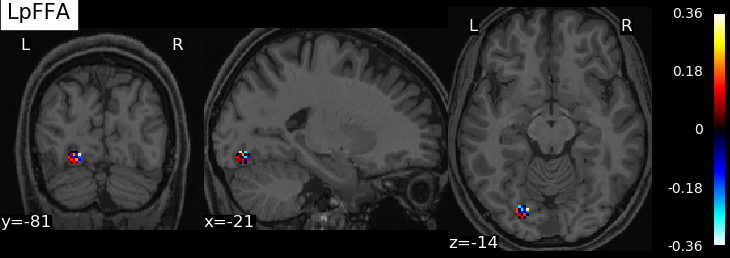 LpFFA
L R
L R
y=-81
x=-21
z=-14
0.36
0.18
0
-0.18
-0.36